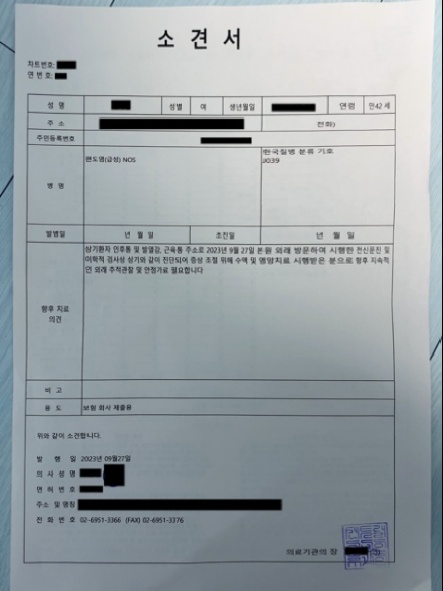 소 견 서
차트번호:
연 번 호:
성 명 성별 여 생년월일 연령 만42 세
주 소 전화)
주민등록번호
병 명 편도염(급성) NOS 한국질병 분류 기호
J039
발병일 년 월 일 초진일 년 월 일
향후 치료
의견
상기환자 인후통 및 발열감, 근육통 주소로 2023년 9월 27일 본원 외래 방문하여 시행한 전신문진 및
이학적 검사상 상기와 같이 진단되어 증상 조절 위해 수액 및 영양치료 시행받은 분으로 향후 지속적
인 외래 추적관찰 및 안정가료 필요합니다
비 고
용 도 보험 회사 제출용
위와 같이 소견합니다.
발 행 일 2023년 09월27일
의 사 성 명
면 허 번 호
주소 및 명칭
전 화 번 호 02-6951-3366 (FAX) 02-6951-3376
의료기관의 장